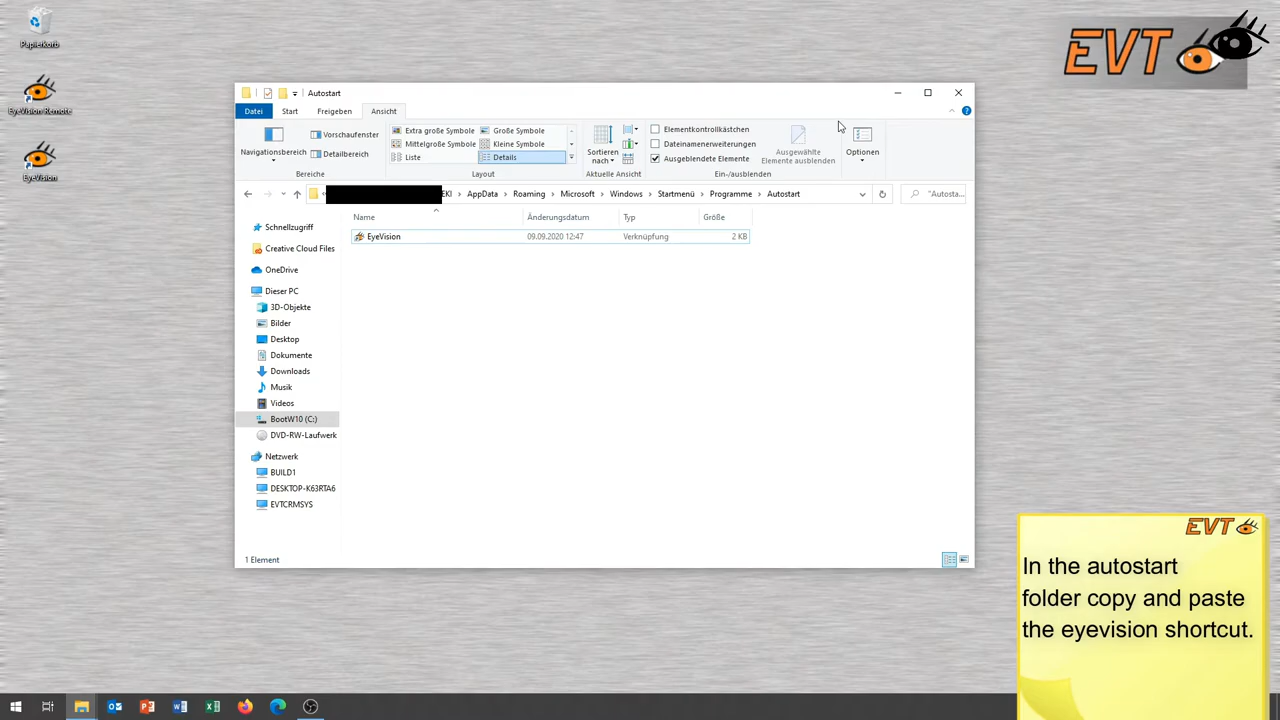 Papierkorb
EyeVision Remote
EyeVision
EVT
Autostart
Datei Start Freigeben Ansicht
Navigationsbereich
Vorschaufenster
Detailbereich
Bereiche
Extra große Symbole Große Symbole
Mittelgroße Symbole Kleine Symbole
Liste Details
Layout
Sortieren
nach
Aktuelle Ansicht
Elementkontrollkästchen
Dateinamenerweiterungen
Ausgeblendete Elemente
Ausgewählte
Elemente ausblenden
Ein-/ausblenden
Optionen
EKI > AppData > Roaming > Microsoft > Windows > Startmenü > Programme > Autostart
"Autosta...
Name Änderungsdatum Typ Größe
EyeVision 09.09.2020 12:47 Verknüpfung 2 KB
Schnellzugriff
Creative Cloud Files
OneDrive
Dieser PC
3D-Objekte
Bilder
Desktop
Dokumente
Downloads
Musik
Videos
BootW10 (C:)
DVD-RW-Laufwerk
Netzwerk
BUILD1
DESKTOP-K63RTA6
EVTCRMSYS
1 Element
EVT
In the autostart
folder copy and paste
the eyevision shortcut.